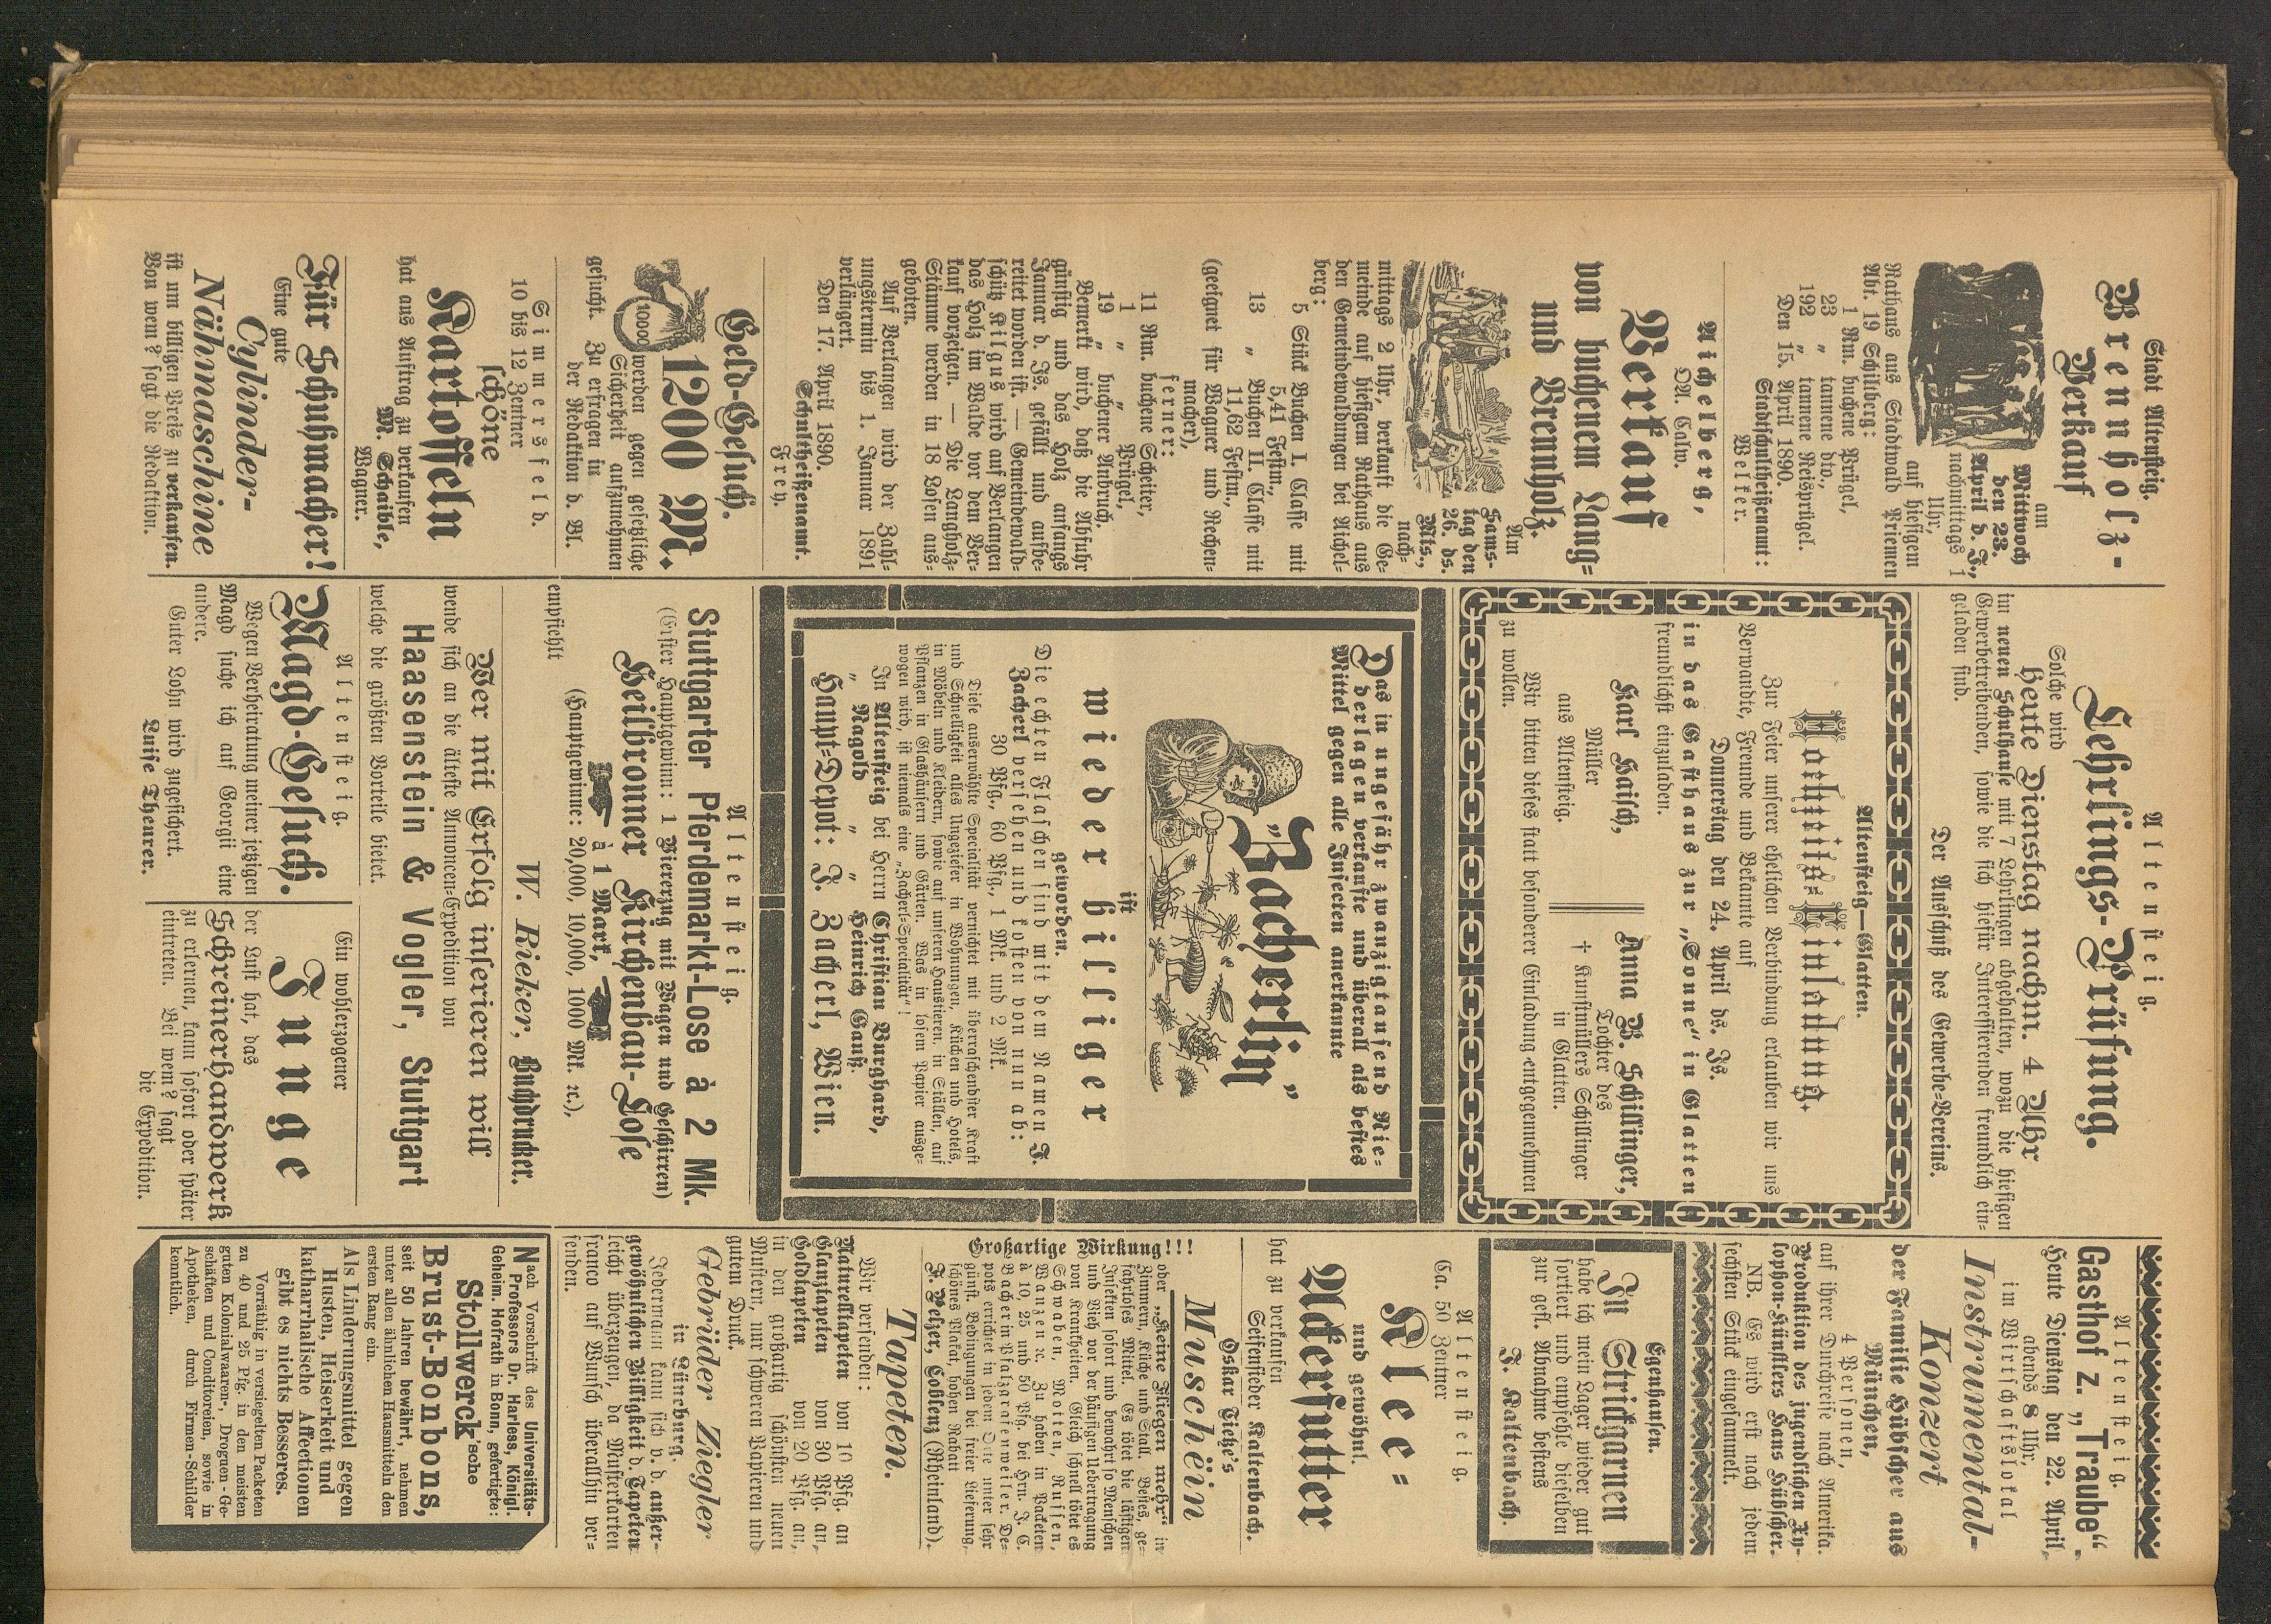 Stadt Altensteig.
Brennholz-
Verkauf
am
Mittwoch
den 23.
April d. J.,
nachmittags 1
Uhr,
auf hiesigem
Rathaus aus Stadtwald Priemen
Abt. 19 Schilberg:
1 Rm. buchene Prügel,
23 „ tannene dto.,
192 „ tannene Reisprügel.
Den 15. April 1890.
Stadtschultheißenamt:
Welker.
Aichelberg,
OA. Calw.
Verkauf
von buchenem Lang-
und Brennholz.
Am
Sams-
tag den
26. ds.
Mts.,
nach-
mittags 2 Uhr, verkauft die Ge-
meinde auf hiesigem Rathaus aus
den Gemeindewaldungen bei Aichel-
berg:
5 Stück Buchen I. Classe mit
5,41 Festm.,
13 „ Buchen II. Classe mit
11,62 Festm.,
(geeignet für Wagner und Rechen-
macher),
ferner:
11 Rm. buchene Scheiter,
1 „ „ Prügel,
19 „ buchener Anbruch.
Bemerkt wird, daß die Abfuhr
günstig und das Holz anfangs
Januar d. Js. gefällt und aufbe-
reitet worden ist. — Gemeindewald-
schütz Kilgus wird auf Verlangen
das Holz im Walde vor dem Ver-
kauf vorzeigen. — Die Langholz-
Stämme werden in 18 Losen aus-
geboten.
Auf Verlangen wird der Zahl-
ungstermin bis 1. Januar 1891
verlängert.
Den 17. April 1890.
Schultheißenamt.
Frey.
Geld-Gesuch.
1200 M.
werden gegen gesetzliche
Sicherheit aufzunehmen
gesucht. Zu erfragen in
der Redaktion d. Bl.
Simmersfeld.
10 bis 12 Zentner
schöne
Kartoffeln
hat aus Auftrag zu verkaufen
M. Schaible,
Wagner.
Für Schuhmacher!
Eine gute
Cylinder-
Nähmaschine
ist um billigen Preis zu verkaufen.
Von wem? sagt die Redaktion.
Altensteig.
Lehrlings-Prüfung.
Solche wird
heute Dienstag nachm. 4 Uhr
im neuen Schulhause mit 7 Lehrlingen abgehalten, wozu die hiesigen
Gewerbetreibenden, sowie die sich hiefür Interessierenden freundlich ein-
geladen sind.
Der Ausschuß des Gewerbe-Vereins.
Altensteig—Glatten.
Hochzeits-Einladung.
Zur Feier unserer ehelichen Verbindung erlauben wir uns
Verwandte, Freunde und Bekannte auf
Donnerstag den 24. April ds. Js.
in das Gasthaus zur „Sonne“ in Glatten
freundlichst einzuladen.
Karl Haisch,
Müller
aus Altensteig.
Anna B. Schillinger,
Tochter des
† Kunstmüllers Schillinger
in Glatten.
Wir bitten dieses statt besonderer Einladung entgegennehmen
zu wollen.
Das in ungefähr zwanzigtausend Nie-
derlagen verkaufte und überall als bestes
Mittel gegen alle Insecten anerkannte
„Zacherlin“
ist
wieder billiger
geworden.
Die echten Flaschen sind mit dem Namen J.
Zacherl versehen und kosten von nun ab:
30 Pfg., 60 Pfg., 1 Mk. und 2 Mk.
Diese auserwählte Specialität vernichtet mit überraschendster Kraft
und Schnelligkeit alles Ungeziefer in Wohnungen, Küchen und Hotels,
in Möbeln und Kleidern, sowie auf unseren Haustieren, in Ställen, auf
Pflanzen in Glashäusern und Gärten. Was in losem Papier ausge-
wogen wird, ist niemals eine „Zacherl-Specialität“!
In Altensteig bei Herrn Christian Burghard,
„ Nagold „ „ Heinrich Gauß.
Haupt-Depot: J. Zacherl, Wien.
Altensteig.
Stuttgarter Pferdemarkt-Lose à 2 Mk.
(Erster Hauptgewinn: 1 Viererzug mit Wagen und Geschirren)
Heilbronner Kirchenbau-Lose
à 1 Mark,
(Hauptgewinne: 20,000, 10,000, 1000 Mk. ec.),
empfiehlt
W. Rieker, Buchdrucker.
Wer mit Erfolg inserieren will
wende sich an die älteste Annoncen-Expedition von
Haasenstein & Vogler, Stuttgart
welche die größten Vorteile bietet.
Altensteig.
Magd-Gesuch.
Wegen Verheiratung meiner jetzigen
Magd suche ich auf Georgii eine
andere.
Guter Lohn wird zugesichert.
Luise Theurer.
Ein wohlerzogener
Junge
der Lust hat, das
Schreinerhandwerk
zu erlernen, kann sofort oder später
eintreten. Bei wem? sagt
die Expedition.
Altensteig.
Gasthof z. „Traube“.
Heute Dienstag den 22. April,
abends 8 Uhr,
im Wirtschaftslokal
Instrumental-
Konzert
der Familie Hübscher aus
München,
4 Personen,
auf ihrer Durchreise nach Amerika.
Produktion des jugendlichen Xy-
lophon-Künstlers Hans Hübscher.
NB. Es wird erst nach jedem
sechsten Stück eingesammelt.
Egenhausen.
In Strickgarnen
habe ich mein Lager wieder gut
sortiert und empfehle dieselben
zur gefl. Abnahme bestens
J. Kaltenbach.
Altensteig.
Ca. 50 Zentner
Klee-
und gewöhnl.
Ackerfutter
hat zu verkaufen
Seifensieder Kaltenbach.
Großartige Wirkung!!!
Oskar Tietze's
Muscheïn
oder „Keine Fliegen mehr“ in
Zimmern, Küche und Stall. Bestes, ge-
fahrloses Mittel. Es tötet die lästigen
Insekten sofort und bewahrt so Menschen
und Vieh vor der häufigen Uebertragung
von Krankheiten. Gleich schnell tötet es
Schwaben, Motten, Russen,
Wanzen ec. Zu haben in Packeten
à 10, 25 und 50 Pfg. bei Hrn. J. C.
Bacher in Pfalzgrafenweiler. De-
pots errichtet in jedem Orte unter sehr
günst. Bedingungen bei freier Lieferung,
schönes Plakat, hohen Rabatt
F. Pelzer, Coblenz (Rheinland).
Tapeten.
Wir versenden:
Naturelltapeten von 10 Pfg. an
Glanztapeten von 30 Pfg. an,
Goldtapeten von 20 Pfg. an,
in den großartig schönsten neuen
Mustern, nur schweren Papieren und
gutem Druck.
Gebrüder Ziegler
in Lüneburg.
Jedermann kann sich v. d. außer-
gewöhnlichen Billigkeit d. Tapeten
leicht überzeugen, da Musterkarten
franco auf Wunsch überallhin ver-
senden.
Nach Vorschrift des Universitäts-
Professors Dr. Harless, Königl.
Geheim. Hofrath in Bonn, gefertigte:
Stollwerck'sche
Brust-Bonbons,
seit 50 Jahren bewährt, nehmen
unter allen ähnlichen Hausmitteln den
ersten Rang ein.
Als Linderungsmittel gegen
Husten, Heiserkeit und
katharrhalische Affectionen
gibt es nichts Besseres.
Vorräthig in versiegelten Packeten
zu 40 und 25 Pfg. in den meisten
guten Kolonialwaaren-, Droguen-Ge-
schäften und Conditoreien, sowie in
Apotheken, durch Firmen-Schilder
kenntlich.